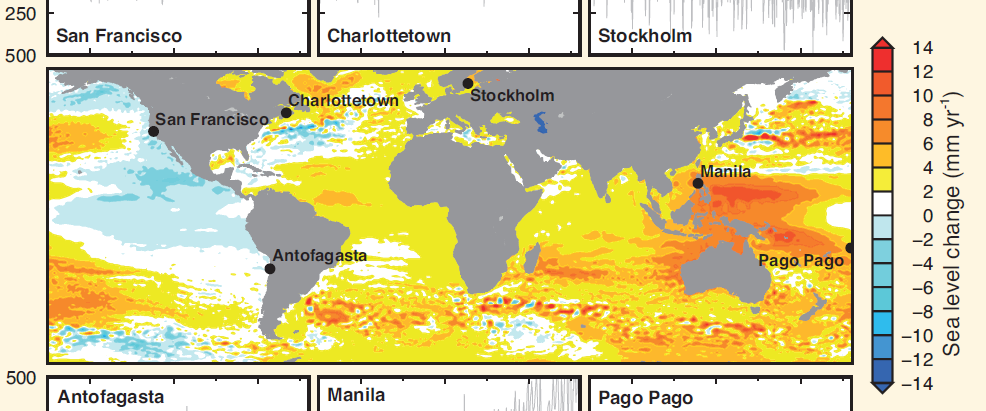 250
500
San Francisco
Charlottetown
Stockholm
Stockholm
Charlottetown
San Francisco
Manila
Antofagasta
Pago Pago
14
12
10
8
6
4
2
0
−2
−4
−6
−8
−10
−12
−14
Sea level change (mm yr⁻¹)
500
Antofagasta
Manila
Pago Pago